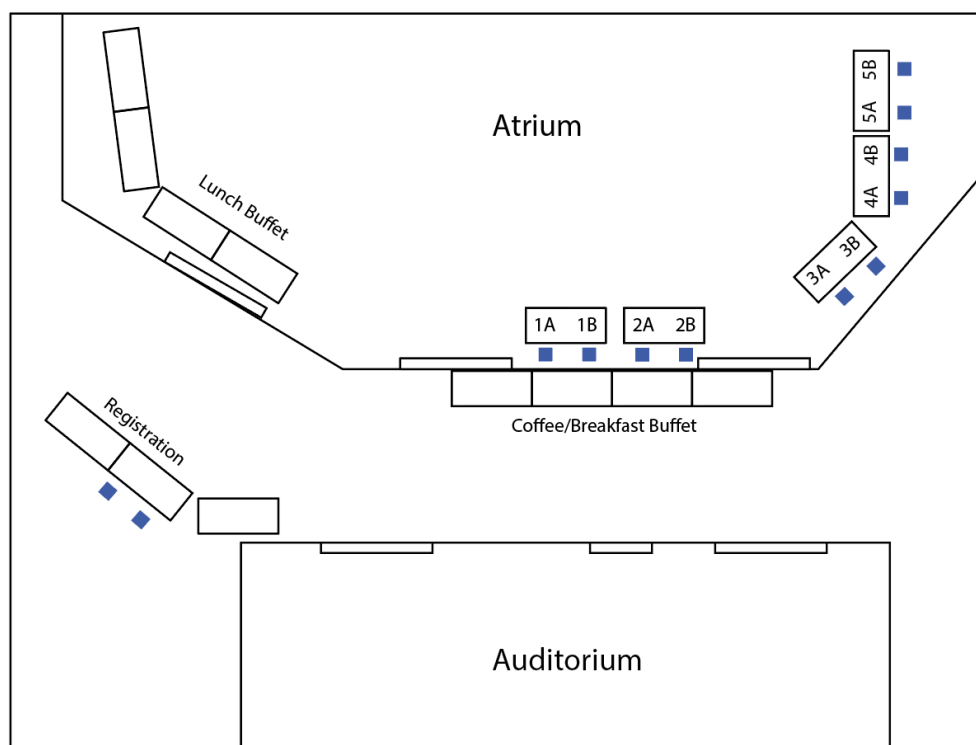 Atrium
5B
5A
4B
4A
3B
3A
Lunch Buffet
1A 1B 2A 2B
Coffee/Breakfast Buffet
Registration
Auditorium